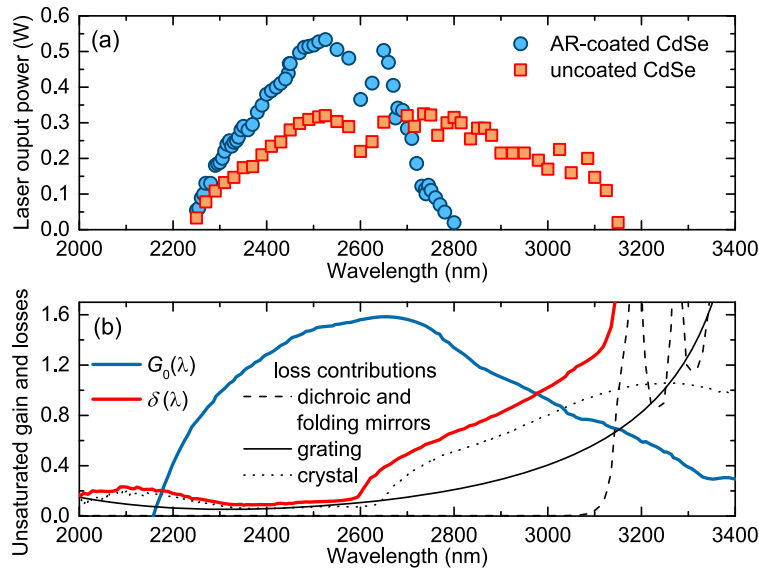 (a)
AR-coated CdSe
uncoated CdSe
Laser ouput power (W)
0.6
0.5
0.4
0.3
0.2
0.1
0.0
2000 2200 2400 2600 2800 3000 3200 3400
Wavelength (nm)
(b)
G₀(λ)
δ(λ)
loss contributions
dichroic and
folding mirrors
grating
crystal
Unsaturated gain and losses
1.6
1.2
0.8
0.4
0.0
2000 2200 2400 2600 2800 3000 3200 3400
Wavelength (nm)